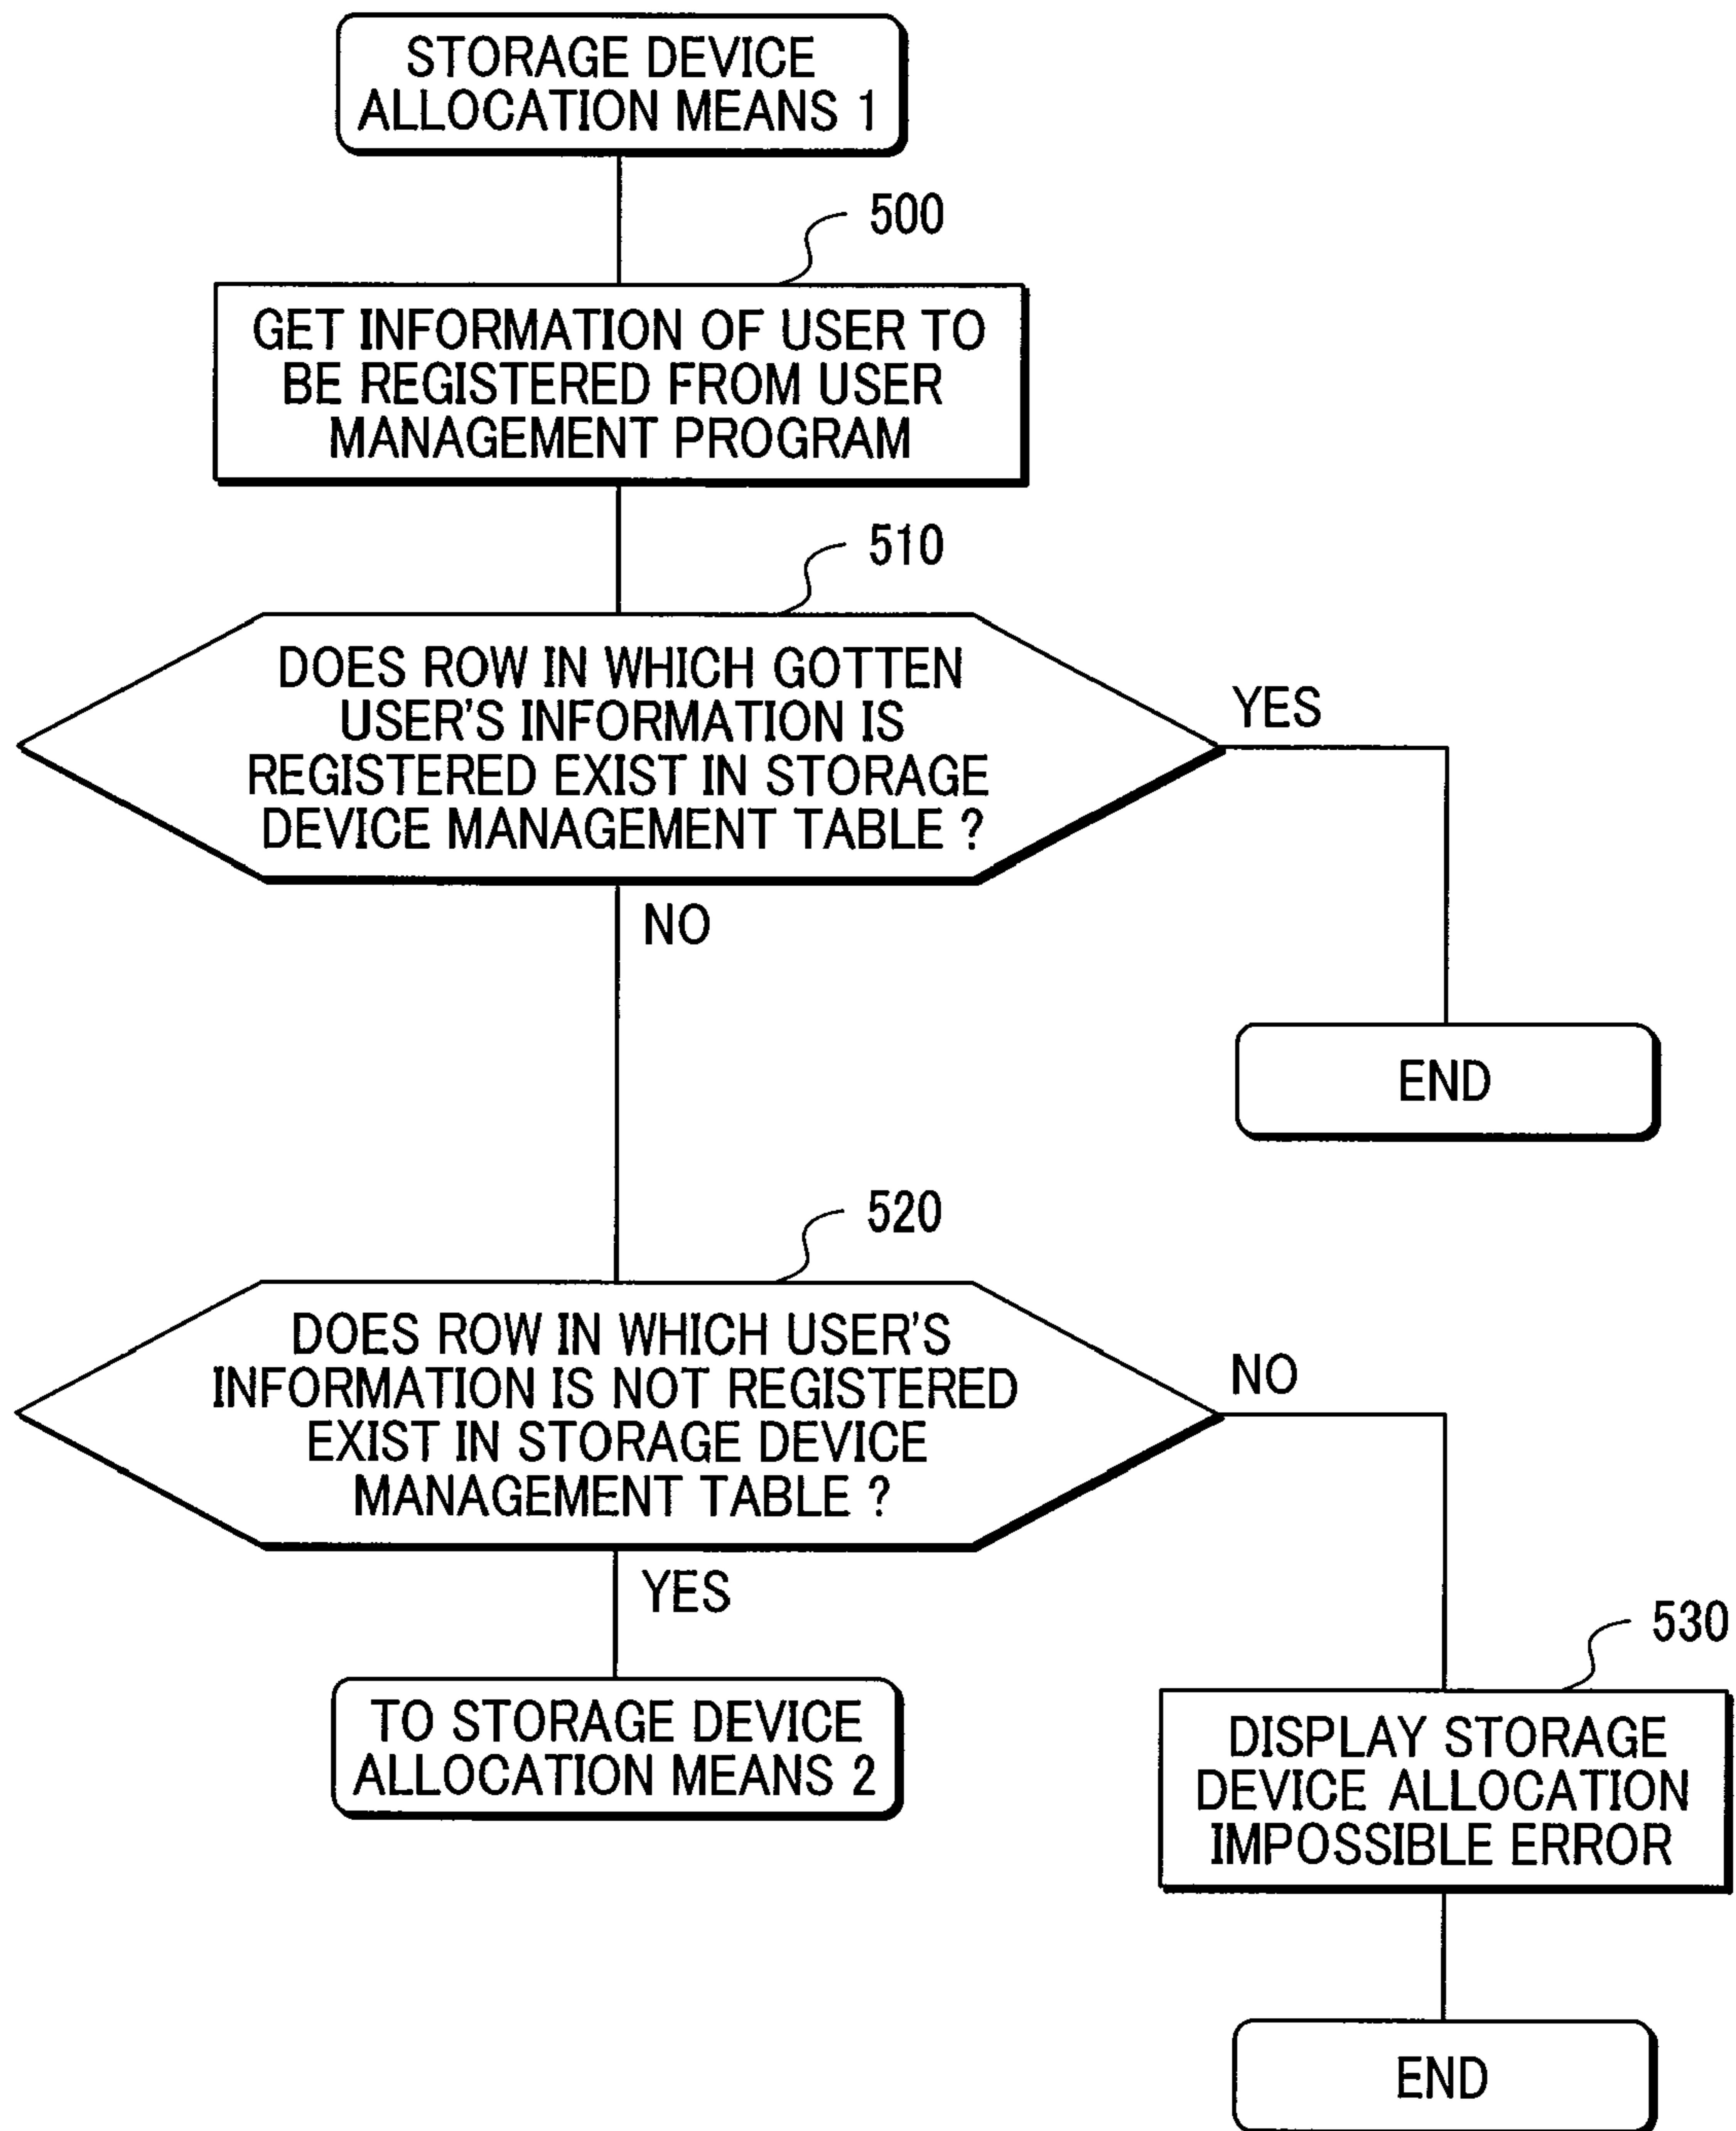 STORAGE DEVICE
ALLOCATION MEANS 1
500
GET INFORMATION OF USER TO
BE REGISTERED FROM USER
MANAGEMENT PROGRAM
510
DOES ROW IN WHICH GOTTEN
USER'S INFORMATION IS
REGISTERED EXIST IN STORAGE
DEVICE MANAGEMENT TABLE ?
YES
NO
END
520
DOES ROW IN WHICH USER'S
INFORMATION IS NOT REGISTERED
EXIST IN STORAGE DEVICE
MANAGEMENT TABLE ?
NO
YES
530
TO STORAGE DEVICE
ALLOCATION MEANS 2
DISPLAY STORAGE
DEVICE ALLOCATION
IMPOSSIBLE ERROR
END